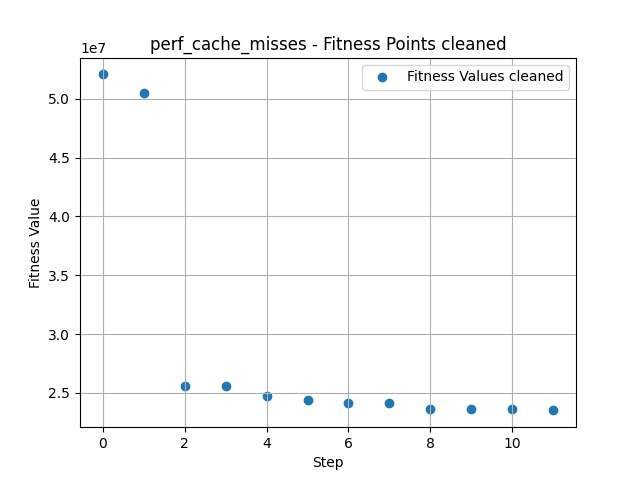 perf_cache_misses - Fitness Points cleaned
1e7
Fitness Values cleaned
5.0
4.5
4.0
3.5
3.0
2.5
Fitness Value
0 2 4 6 8 10
Step